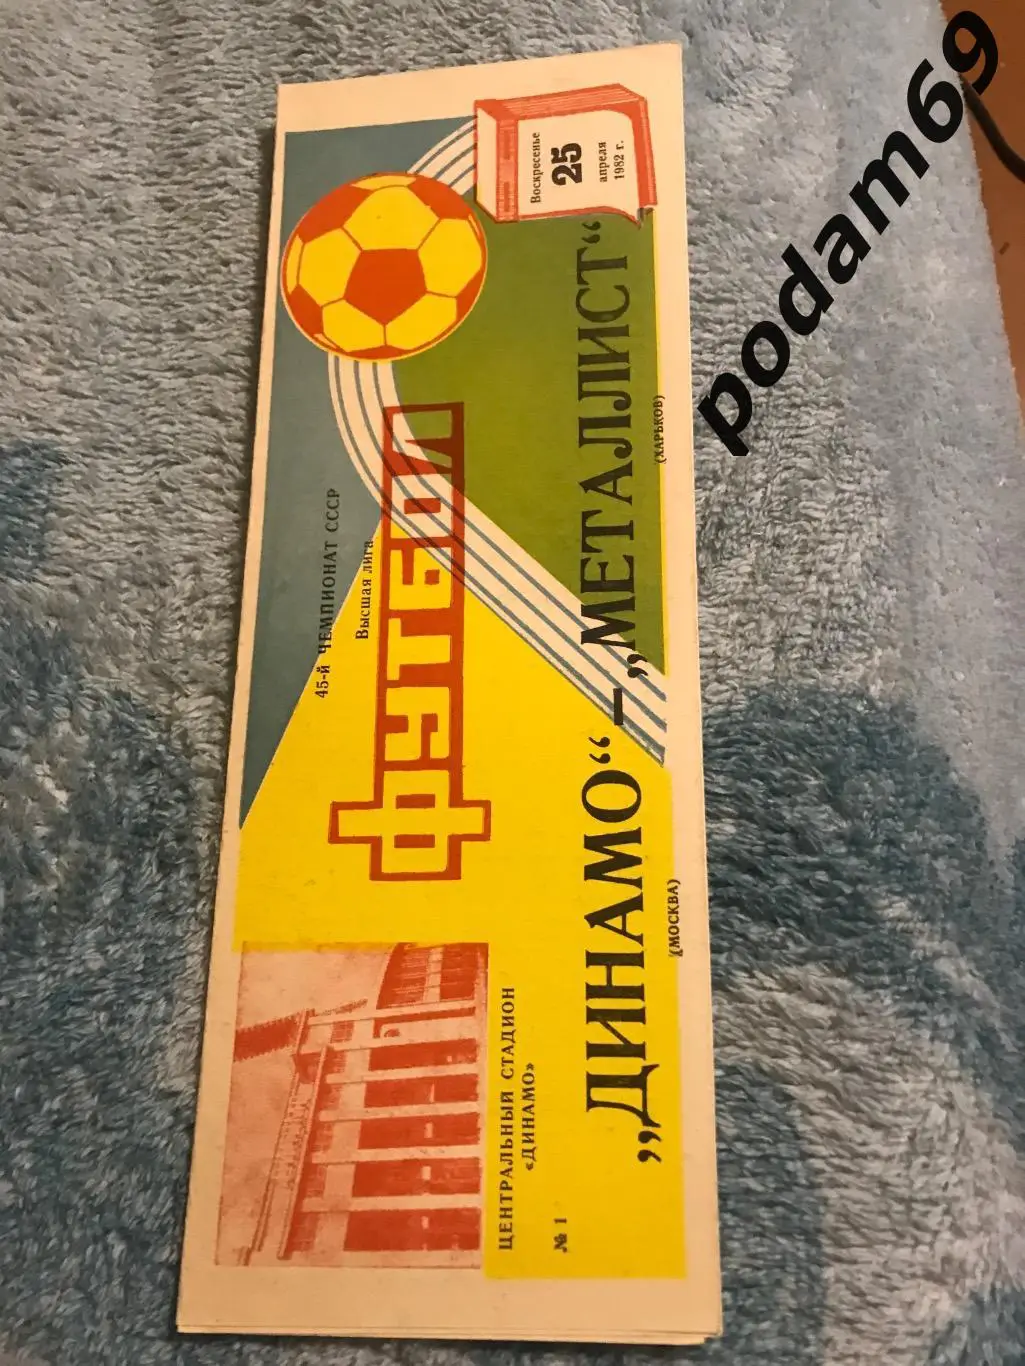 Воскресенье
25
апреля
1982 г.
45-й ЧЕМПИОНАТ СССР
Высшая лига
ФУТБОЛ
ЦЕНТРАЛЬНЫЙ СТАДИОН
«ДИНАМО»
№ 1
„ДИНАМО“ – „МЕТАЛЛИСТ“
(МОСКВА)
(ХАРЬКОВ)
podam69